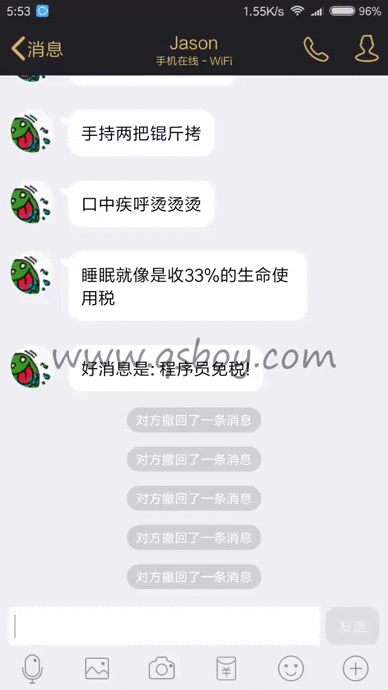 5:53
1.55K/s
96%
消息
Jason
手机在线 - WiFi
手持两把锟斤拷
口中疾呼烫烫烫
睡眠就像是收33%的生命使
用税
www.qsboy.com
好消息是: 程序员免税!
对方撤回了一条消息
对方撤回了一条消息
对方撤回了一条消息
对方撤回了一条消息
对方撤回了一条消息
发送